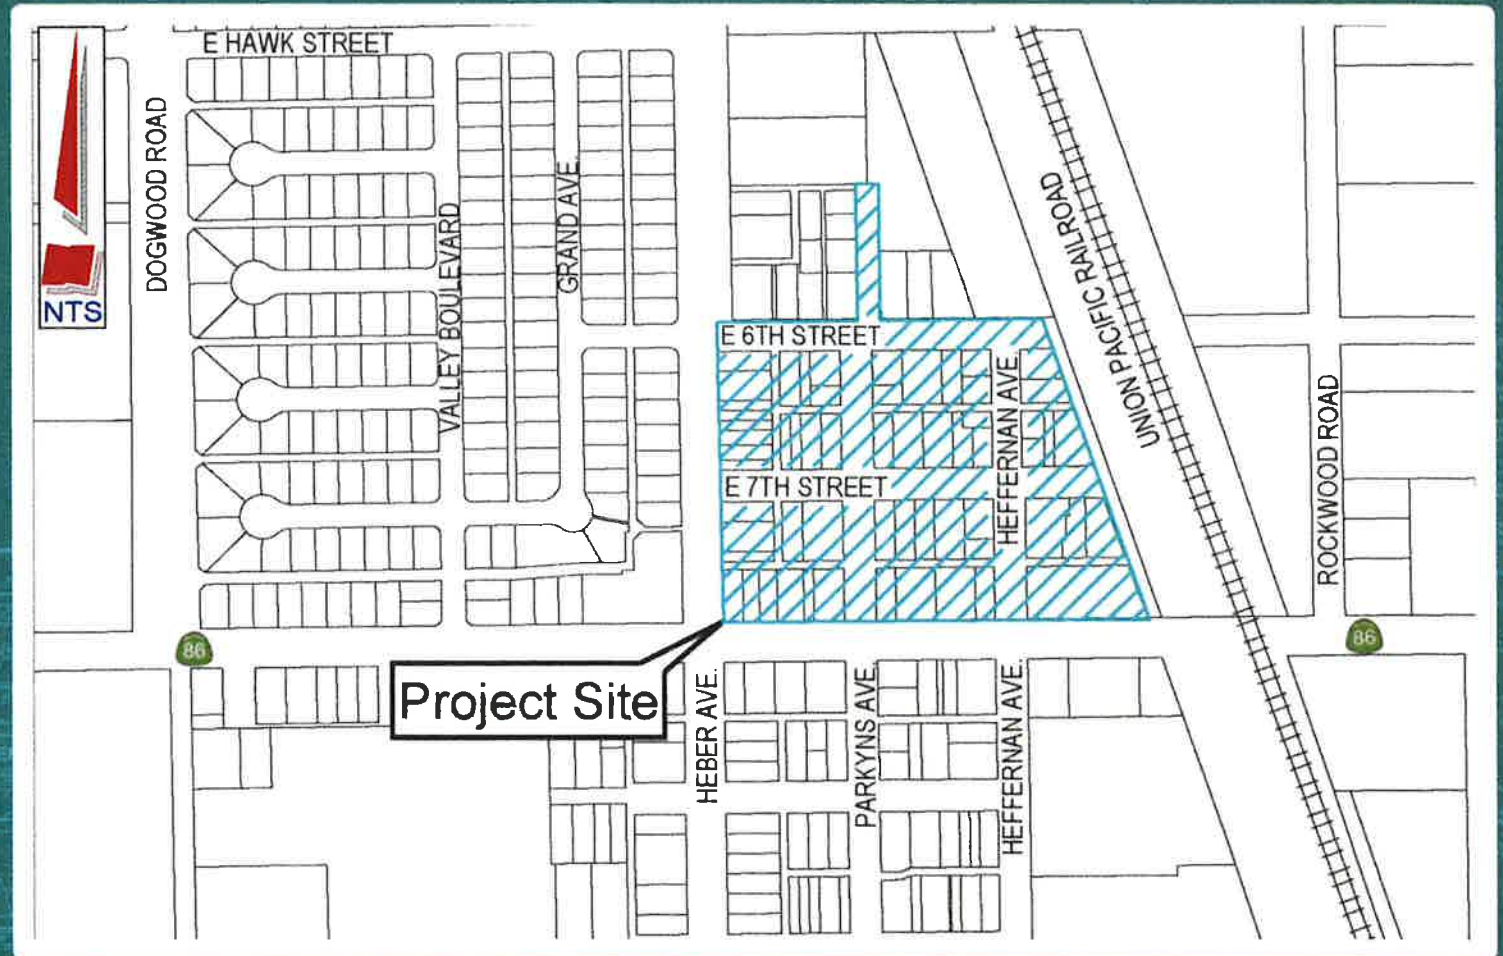 E HAWK STREET
DOGWOOD ROAD
NTS
VALLEY BOULEVARD
GRAND AVE.
UNION PACIFIC RAILROAD
E 6TH STREET
HEFFERNAN AVE.
E 7TH STREET
ROCKWOOD ROAD
86
86
Project Site
HEBER AVE.
PARKYNS AVE.
HEFFERNAN AVE.